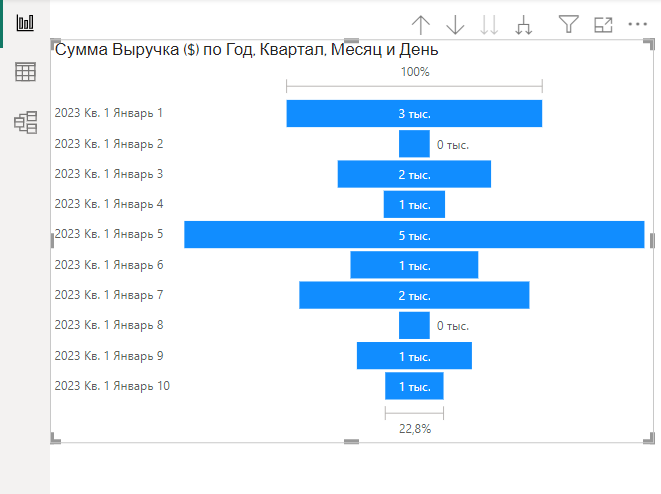 Сумма Выручка ($) по Год, Квартал, Месяц и День
100%
2023 Кв. 1 Январь 1 3 тыс.
2023 Кв. 1 Январь 2 0 тыс.
2023 Кв. 1 Январь 3 2 тыс.
2023 Кв. 1 Январь 4 1 тыс.
2023 Кв. 1 Январь 5 5 тыс.
2023 Кв. 1 Январь 6 1 тыс.
2023 Кв. 1 Январь 7 2 тыс.
2023 Кв. 1 Январь 8 0 тыс.
2023 Кв. 1 Январь 9 1 тыс.
2023 Кв. 1 Январь 10 1 тыс.
22,8%